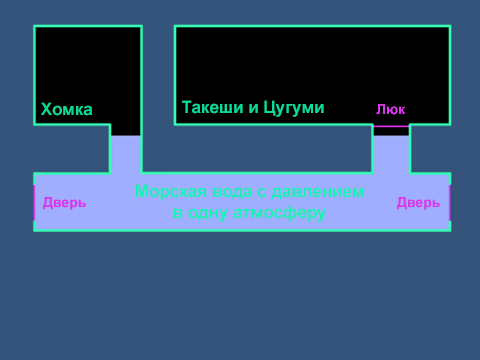 Люк
Хомка
Такеши и Цугуми
Морская вода с давлением
в одну атмосферу
Дверь
Дверь